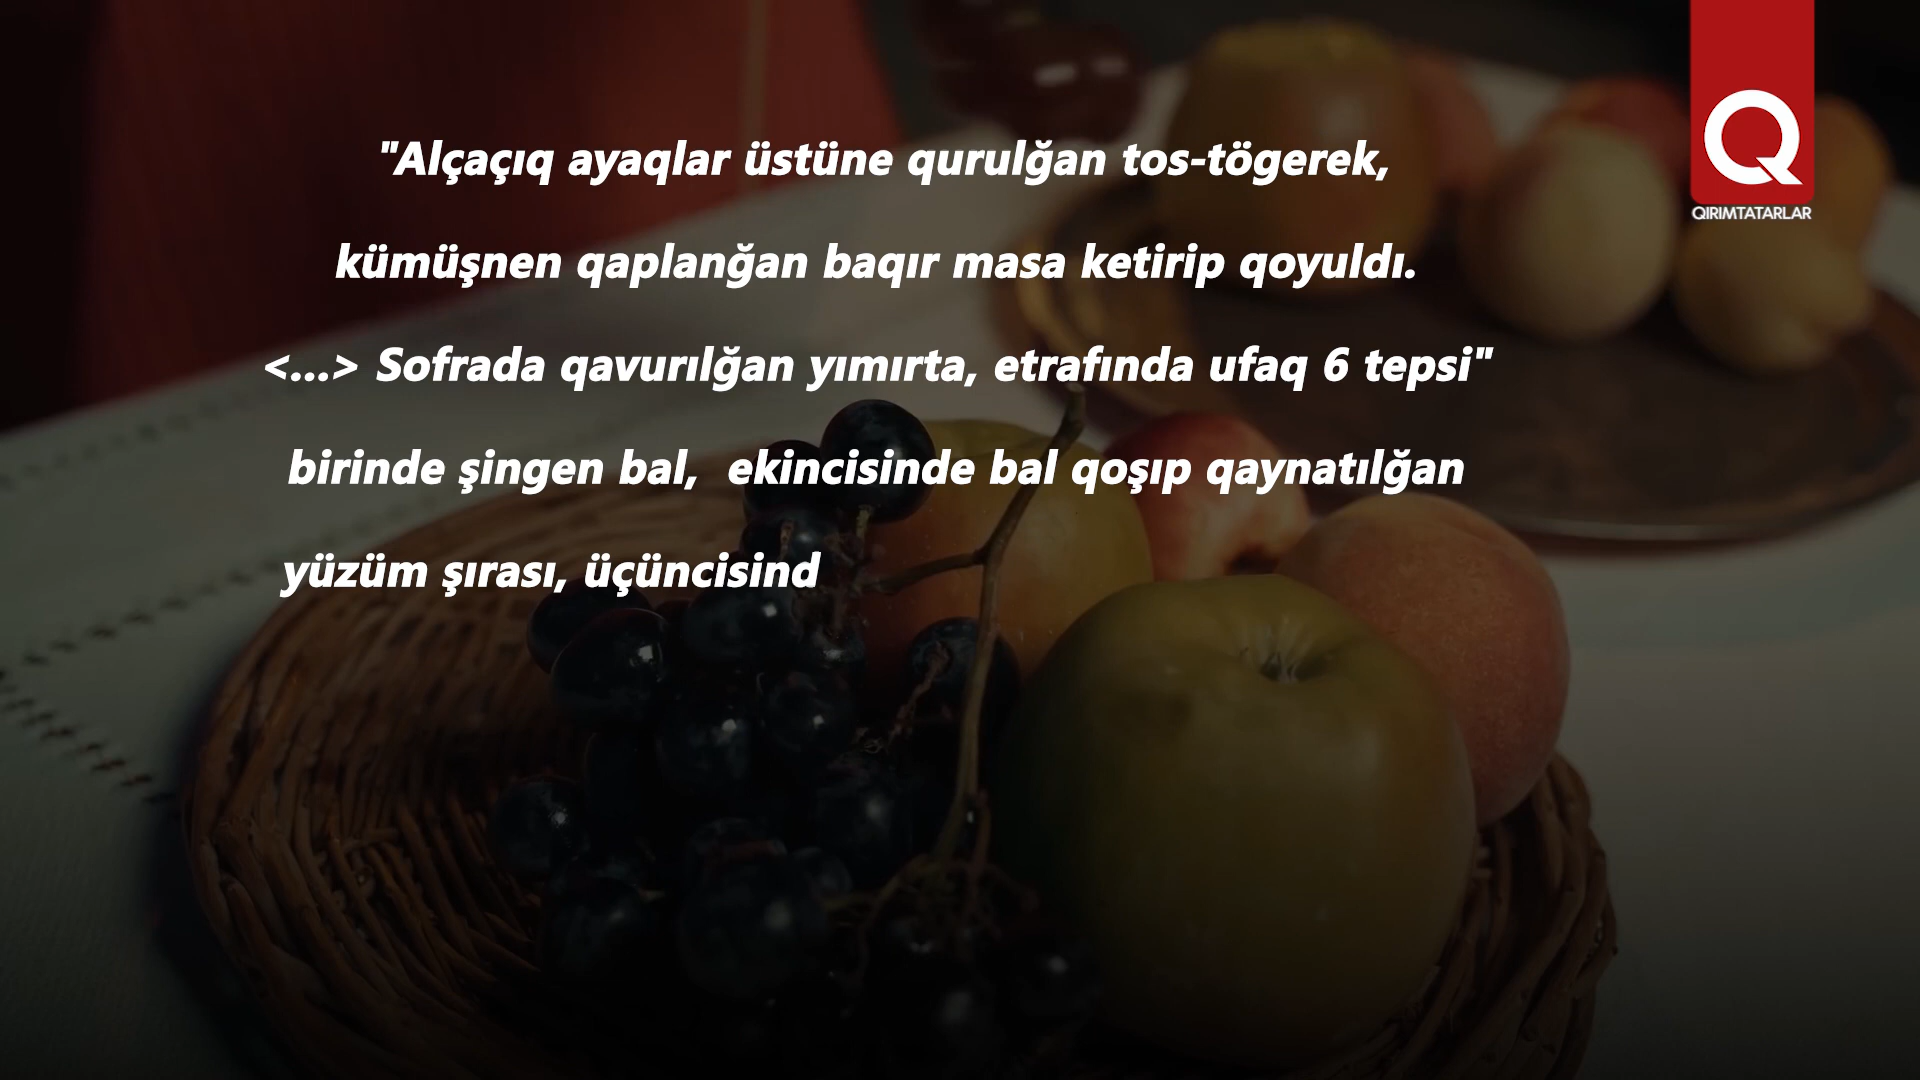 "Alçaçıq ayaqlar üstüne qurulğan tos-tögerek,
kümüşnen qaplanğan baqır masa ketirip qoyuldı.
<...> Sofrada qavurılğan yımırta, etrafında ufaq 6 tepsi"
birinde şingen bal,  ekincisinde bal qoşıp qaynatılğan
yüzüm şırası, üçüncisind
Q
QIRIMTATARLAR